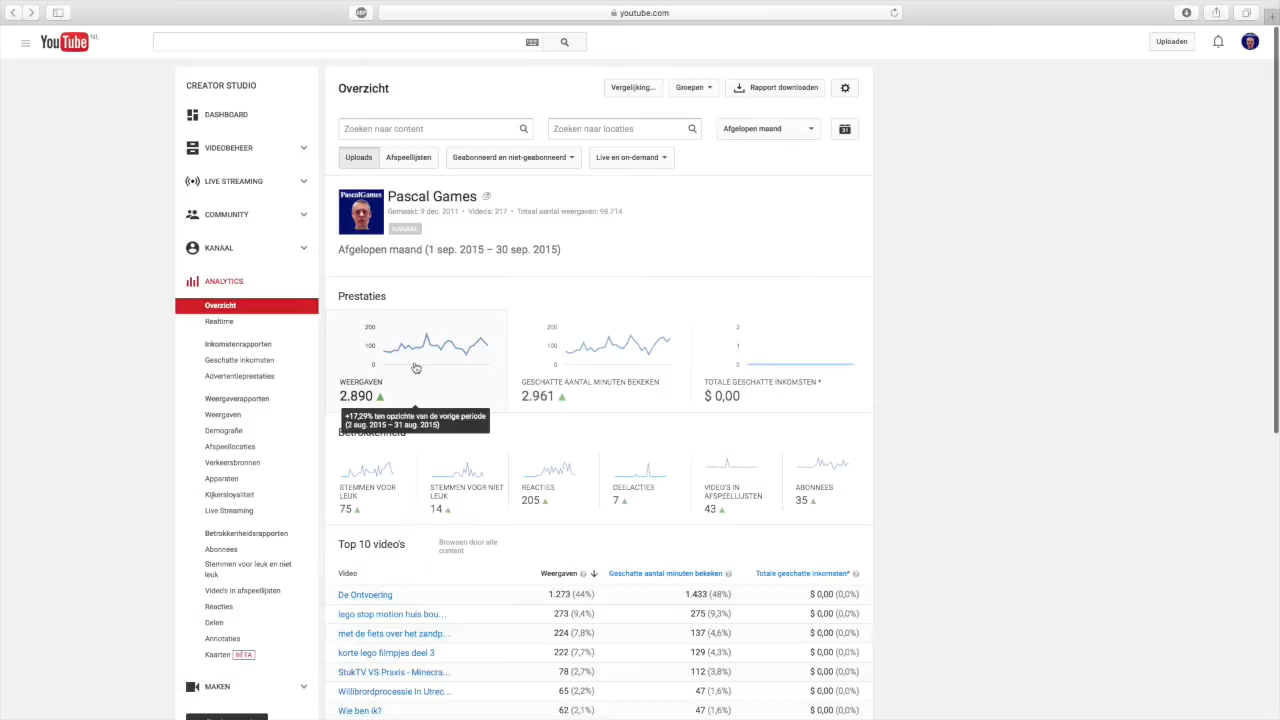 youtube.com
ABP
YouTube NL
Uploaden
CREATOR STUDIO
DASHBOARD
VIDEOBEHEER
LIVE STREAMING
COMMUNITY
KANAAL
ANALYTICS
Overzicht
Realtime
Inkomstenrapporten
Geschatte inkomsten
Advertentieprestaties
Weergaverapporten
Weergaven
Demografie
Afspeellocaties
Verkeersbronnen
Apparaten
Kijkersloyaliteit
Live Streaming
Betrokkenheidsrapporten
Abonnees
Stemmen voor leuk en niet
leuk
Video's in afspeellijsten
Reacties
Delen
Annotaties
Kaarten BÈTA
MAKEN
Overzicht
Vergelijking...
Groepen
Rapport downloaden
Zoeken naar content
Zoeken naar locaties
Afgelopen maand
31
Uploads
Afspeellijsten
Geabonneerd en niet-geabonneerd
Live en on-demand
PascalGames
Pascal Games
Gemaakt: 9 dec. 2011 • Video's: 217 • Totaal aantal weergaven: 98.714
KANAAL
Afgelopen maand (1 sep. 2015 – 30 sep. 2015)
Prestaties
200
100
0
WEERGAVEN
2.890
200
100
0
GESCHATTE AANTAL MINUTEN BEKEKEN
2.961
2
1
0
TOTALE GESCHATTE INKOMSTEN *
$ 0,00
+17,29% ten opzichte van de vorige periode
(2 aug. 2015 – 31 aug. 2015)
Betrokkenheid
STEMMEN VOOR
LEUK
75
STEMMEN VOOR NIET
LEUK
14
REACTIES
205
DEELACTIES
7
VIDEO'S IN
AFSPEELLIJSTEN
43
ABONNEES
35
Top 10 video's
Browsen door alle
content
Video Weergaven Geschatte aantal minuten bekeken Totale geschatte inkomsten*
De Ontvoering 1.273 (44%) 1.433 (48%) $ 0,00 (0,0%)
lego stop motion huis bou... 273 (9,4%) 275 (9,3%) $ 0,00 (0,0%)
met de fiets over het zandp... 224 (7,8%) 137 (4,6%) $ 0,00 (0,0%)
korte lego filmpjes deel 3 222 (7,7%) 129 (4,3%) $ 0,00 (0,0%)
StukTV VS Praxis - Minecra... 78 (2,7%) 112 (3,8%) $ 0,00 (0,0%)
Willibrordprocessie In Utrec... 65 (2,2%) 47 (1,6%) $ 0,00 (0,0%)
Wie ben ik? 62 (2,1%) 47 (1,6%) $ 0,00 (0,0%)